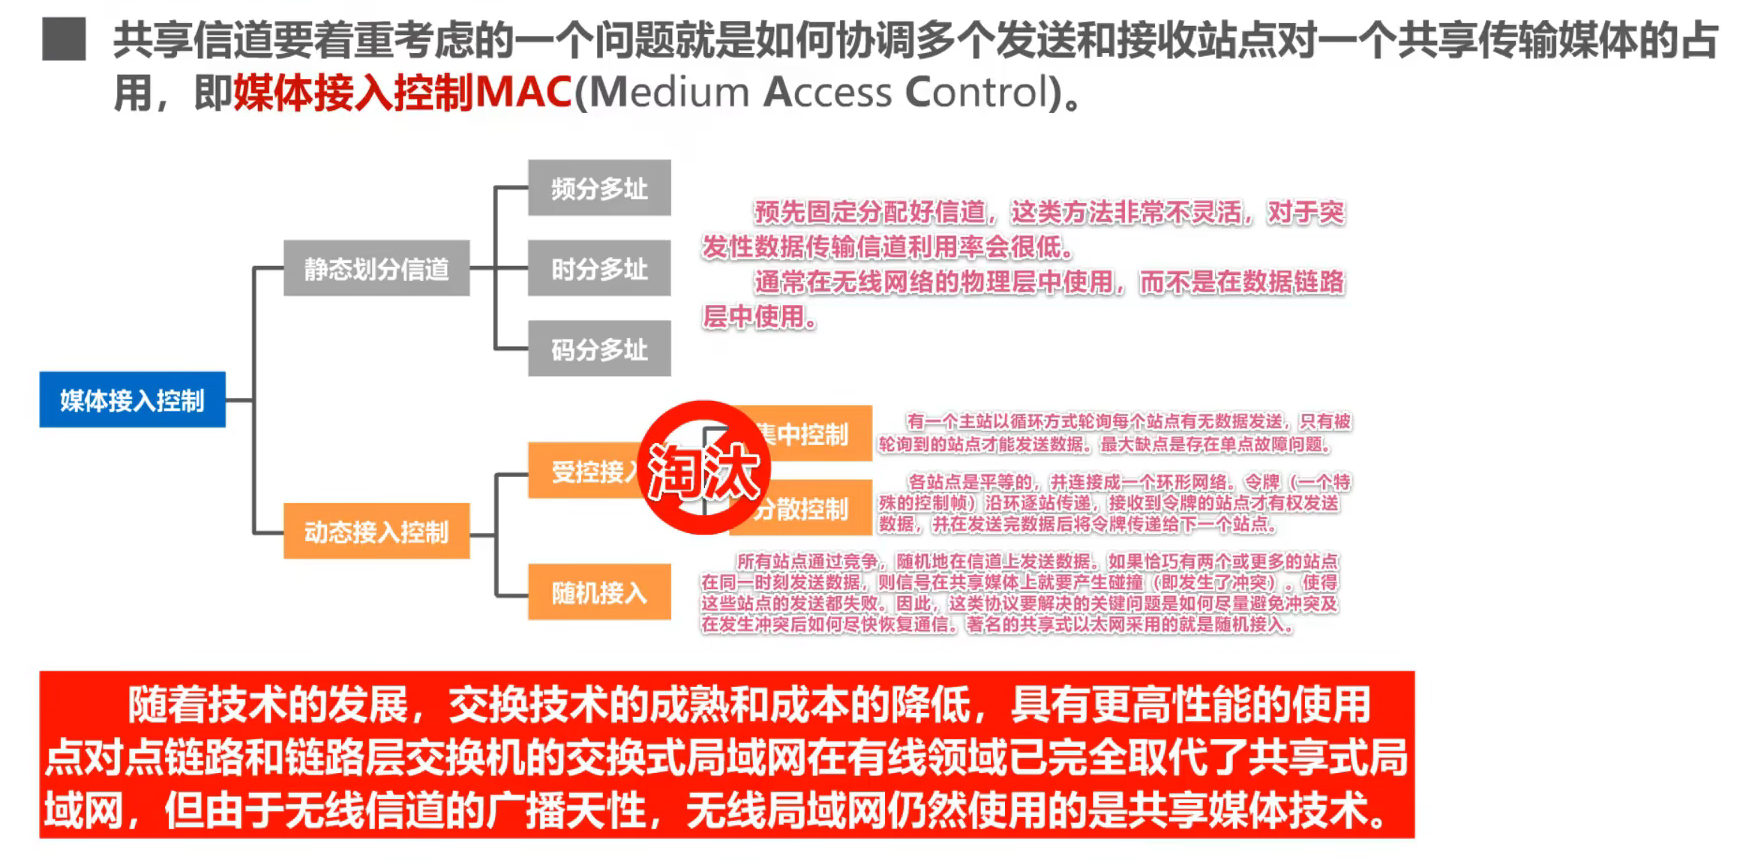 共享信道要着重考虑的一个问题就是如何协调多个发送和接收站点对一个共享传输媒体的占
用，即媒体接入控制MAC(Medium Access Control)。
频分多址
静态划分信道
时分多址
码分多址
预先固定分配好信道，这类方法非常不灵活，对于突
发性数据传输信道利用率会很低。
通常在无线网络的物理层中使用，而不是在数据链路
层中使用。
媒体接入控制
动态接入控制
受控接入
淘汰
集中控制
有一个主站以循环方式轮询每个站点有无数据发送，只有被
轮询到的站点才能发送数据。最大缺点是存在单点故障问题。
分散控制
各站点是平等的，并连接成一个环形网络。令牌（一个特
殊的控制帧）沿环逐站传递，接收到令牌的站点才有权发送
数据，并在发送完数据后将令牌传递给下一个站点。
随机接入
所有站点通过竞争，随机地在信道上发送数据。如果恰巧有两个或更多的站点
在同一时刻发送数据，则信号在共享媒体上就要产生碰撞（即发生了冲突）。使得
这些站点的发送都失败。因此，这类协议要解决的关键问题是如何尽量避免冲突及
在发生冲突后如何尽快恢复通信。著名的共享式以太网采用的就是随机接入。
随着技术的发展，交换技术的成熟和成本的降低，具有更高性能的使用
点对点链路和链路层交换机的交换式局域网在有线领域已完全取代了共享式局
域网，但由于无线信道的广播天性，无线局域网仍然使用的是共享媒体技术。